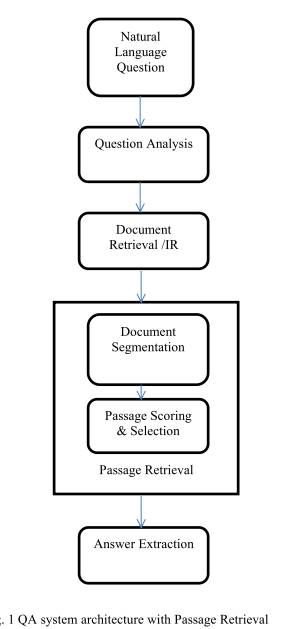 Natural
Language
Question
Question Analysis
Document
Retrieval /IR
Document
Segmentation
Passage Scoring
& Selection
Passage Retrieval
Answer Extraction
. 1 QA system architecture with Passage Retrieval